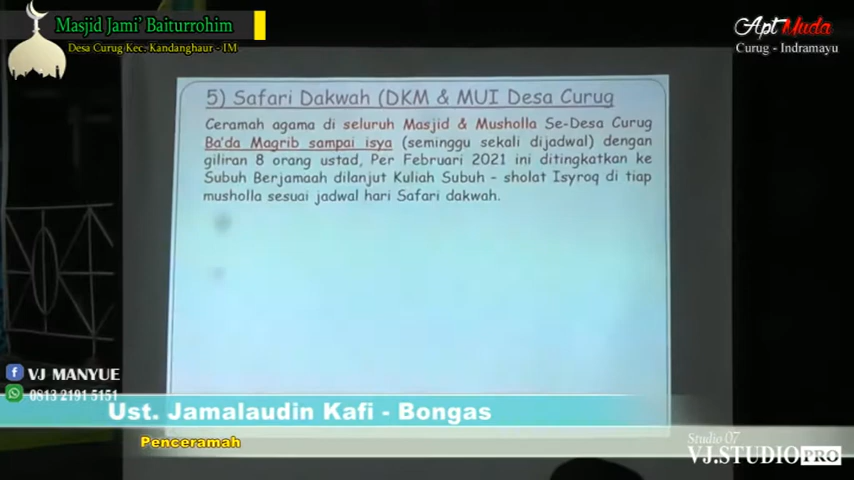 Masjid Jami' Baiturrohim
Desa Curug Kec. Kandanghaur - IM
Apt Muda
Curug - Indramayu
5) Safari Dakwah (DKM & MUI Desa Curug
Ceramah agama di seluruh Masjid & Musholla Se-Desa Curug
Ba'da Magrib sampai isya (seminggu sekali dijadwal) dengan
giliran 8 orang ustad, Per Februari 2021 ini ditingkatkan ke
Subuh Berjamaah dilanjut Kuliah Subuh - sholat Isyroq di tiap
musholla sesuai jadwal hari Safari dakwah.
VJ MANYUE
0813 2191 5151
Ust. Jamalaudin Kafi - Bongas
Penceramah
Studio 07
VJ.STUDIO PRO